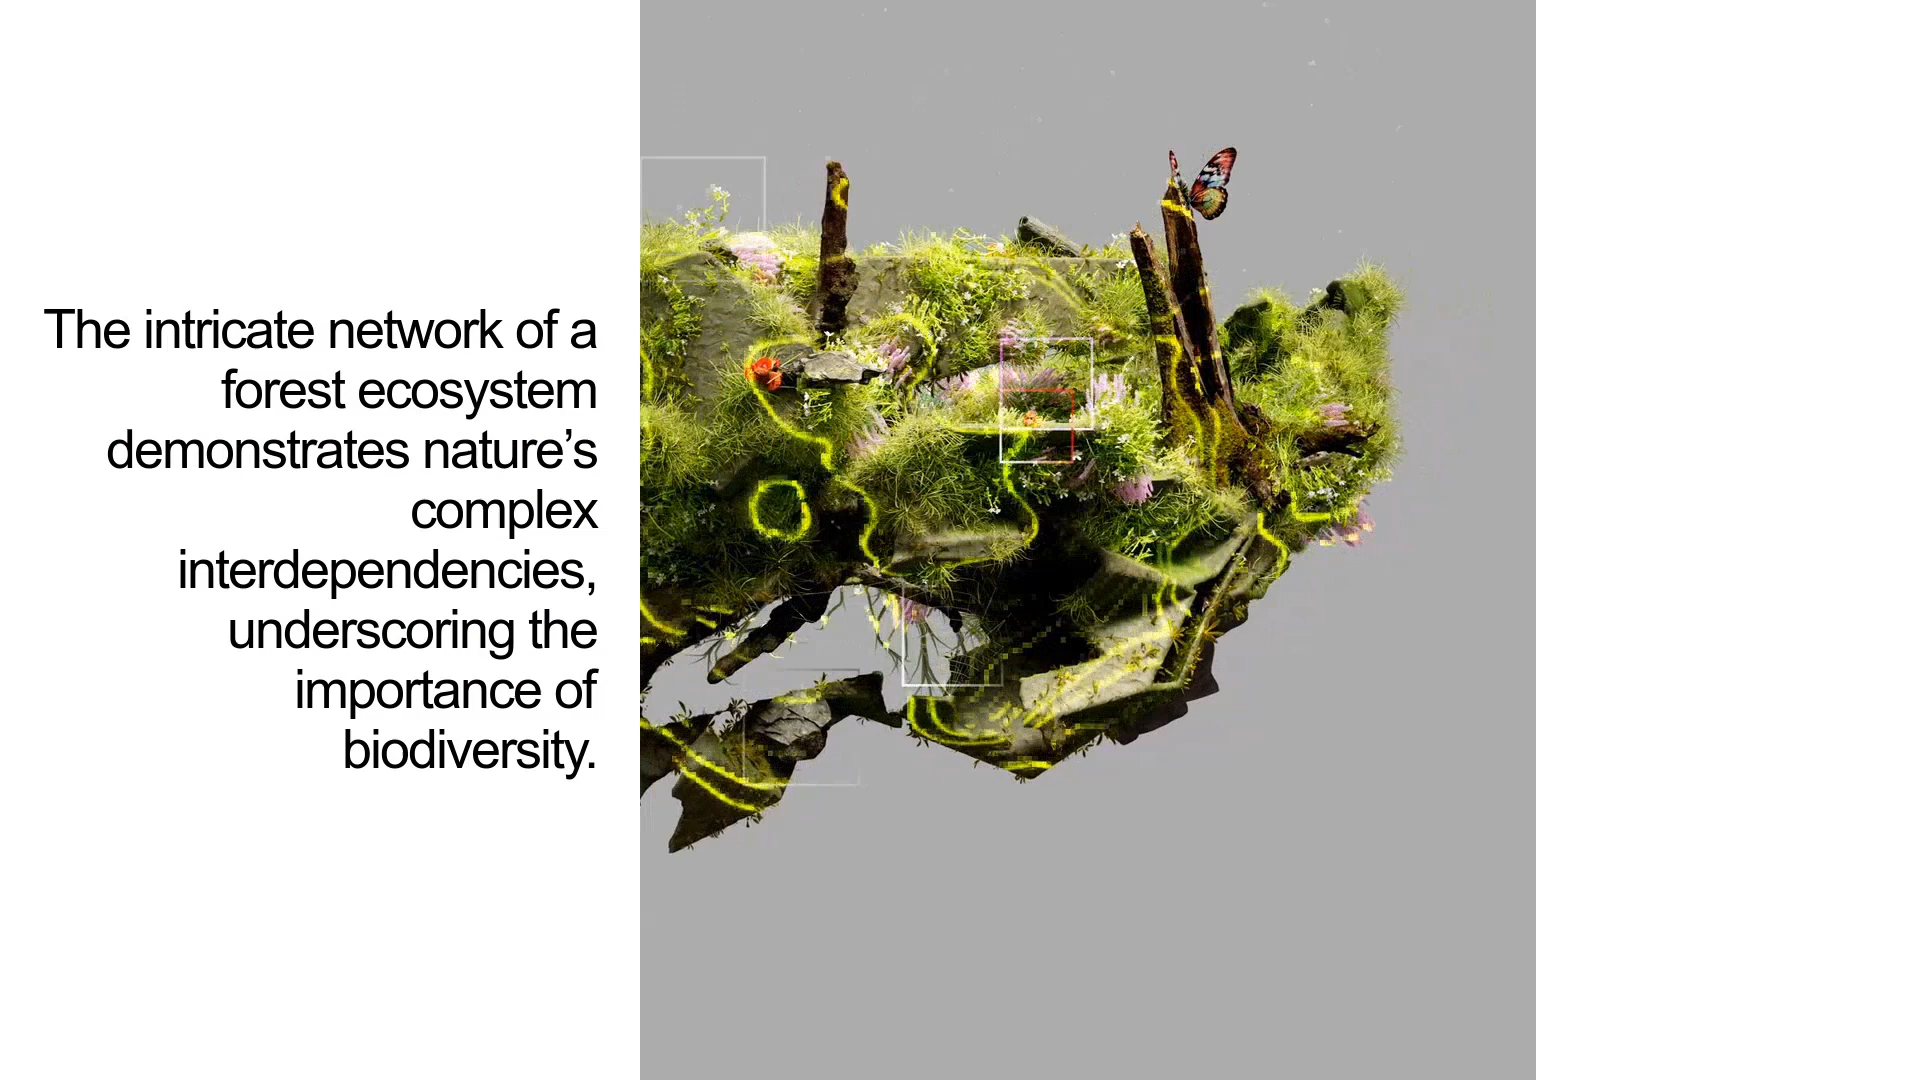 The intricate network of a
forest ecosystem
demonstrates nature’s
complex
interdependencies,
underscoring the
importance of
biodiversity.